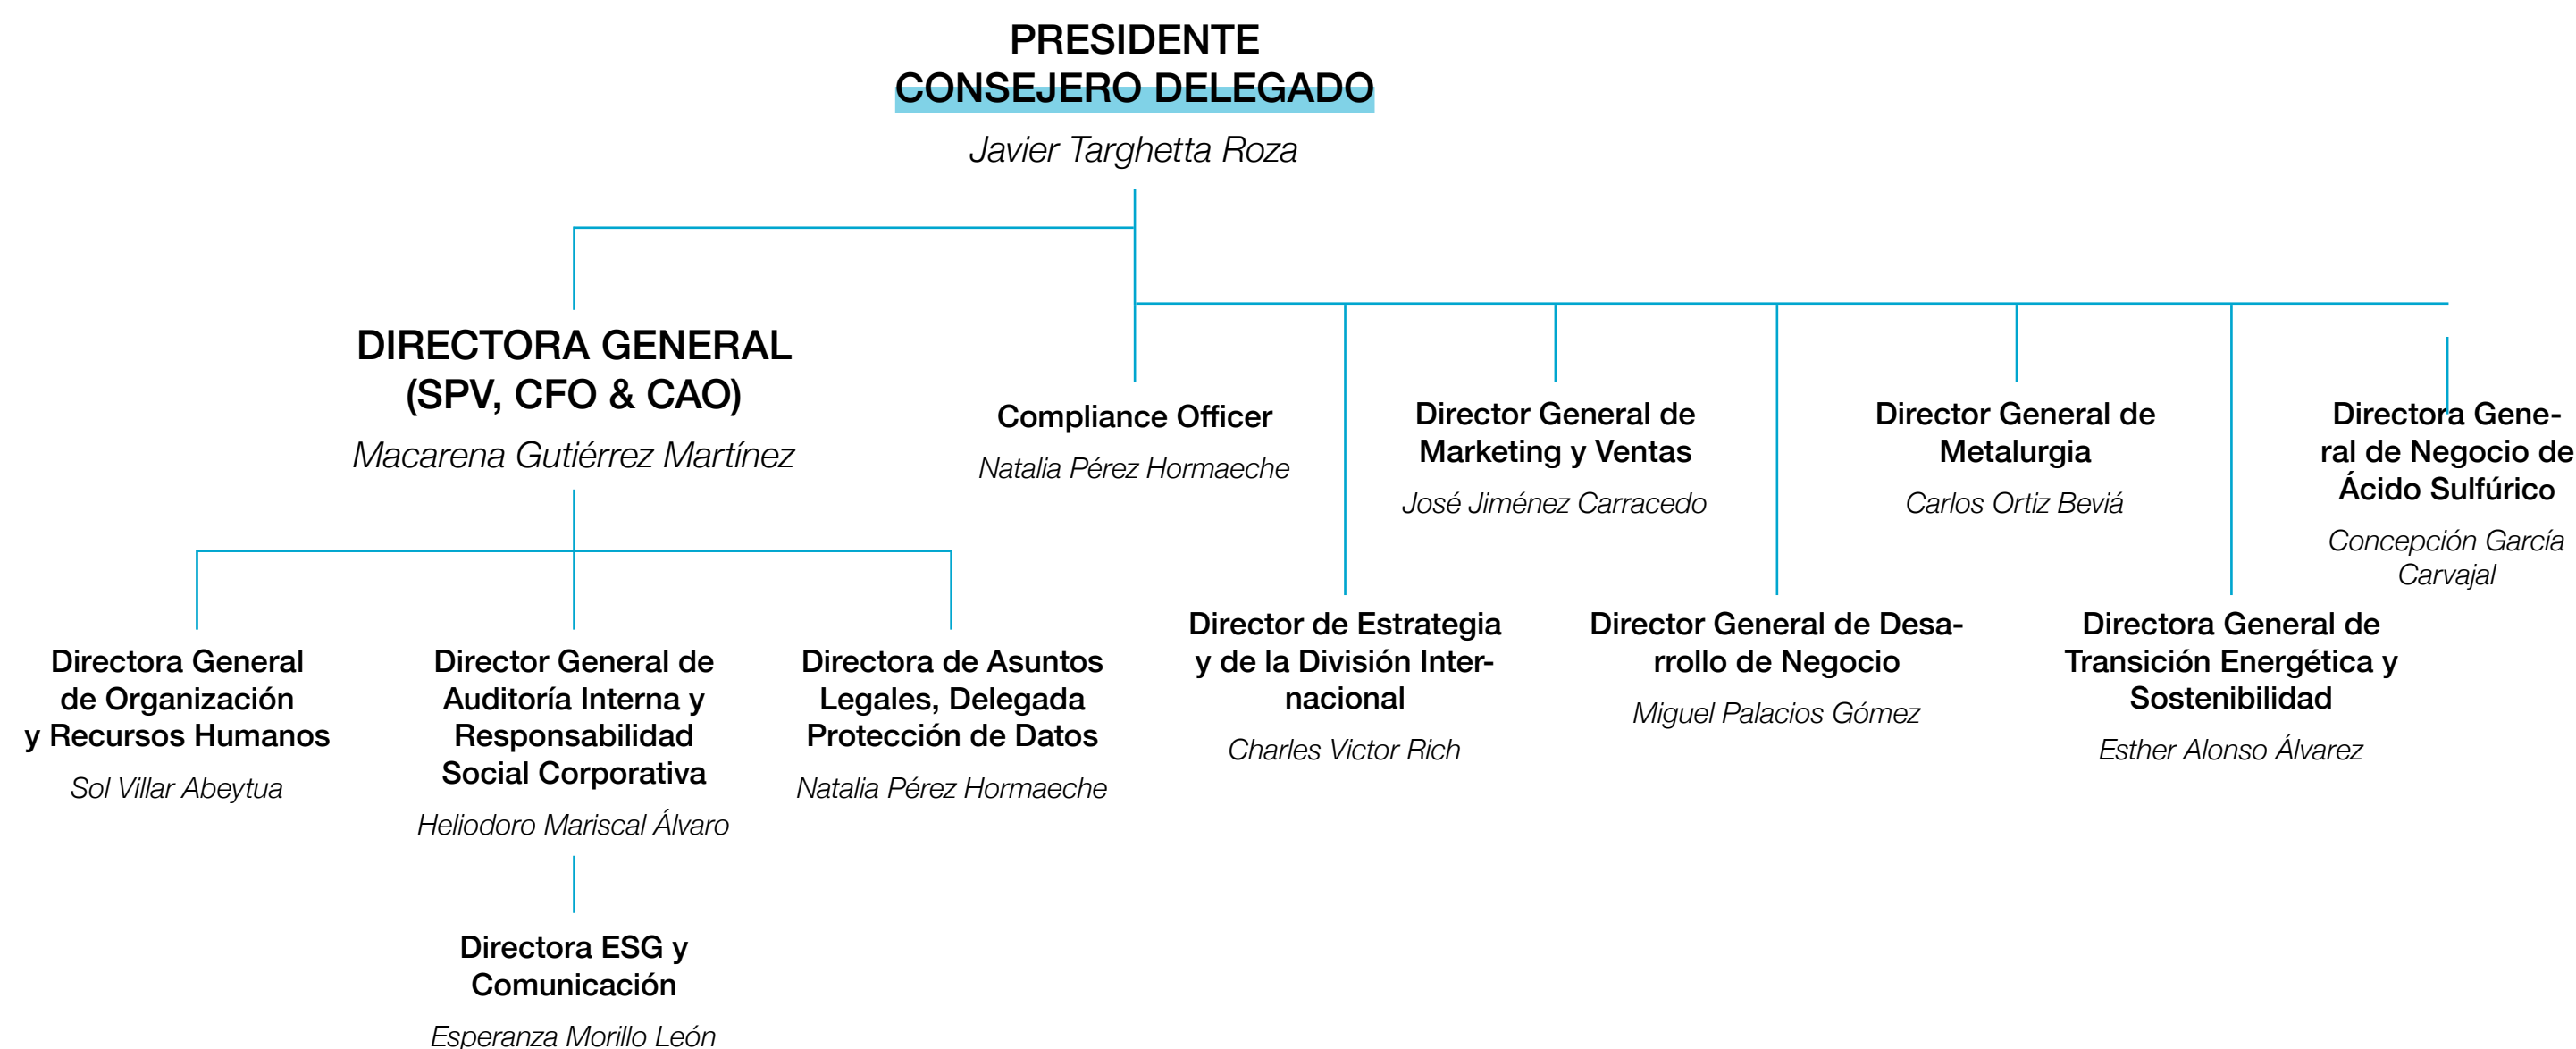 PRESIDENTE
CONSEJERO DELEGADO
Javier Targhetta Roza
DIRECTORA GENERAL
(SPV, CFO & CAO)
Macarena Gutiérrez Martínez
Compliance Officer
Natalia Pérez Hormaeche
Director General de
Marketing y Ventas
José Jiménez Carracedo
Director General de
Metalurgia
Carlos Ortiz Beviá
Directora Gene-
ral de Negocio de
Ácido Sulfúrico
Concepción García
Carvajal
Director de Estrategia
y de la División Inter-
nacional
Charles Victor Rich
Director General de Desa-
rrollo de Negocio
Miguel Palacios Gómez
Directora General de
Transición Energética y
Sostenibilidad
Esther Alonso Álvarez
Directora General
de Organización
y Recursos Humanos
Sol Villar Abeytua
Director General de
Auditoría Interna y
Responsabilidad
Social Corporativa
Heliodoro Mariscal Álvaro
Directora de Asuntos
Legales, Delegada
Protección de Datos
Natalia Pérez Hormaeche
Directora ESG y
Comunicación
Esperanza Morillo León